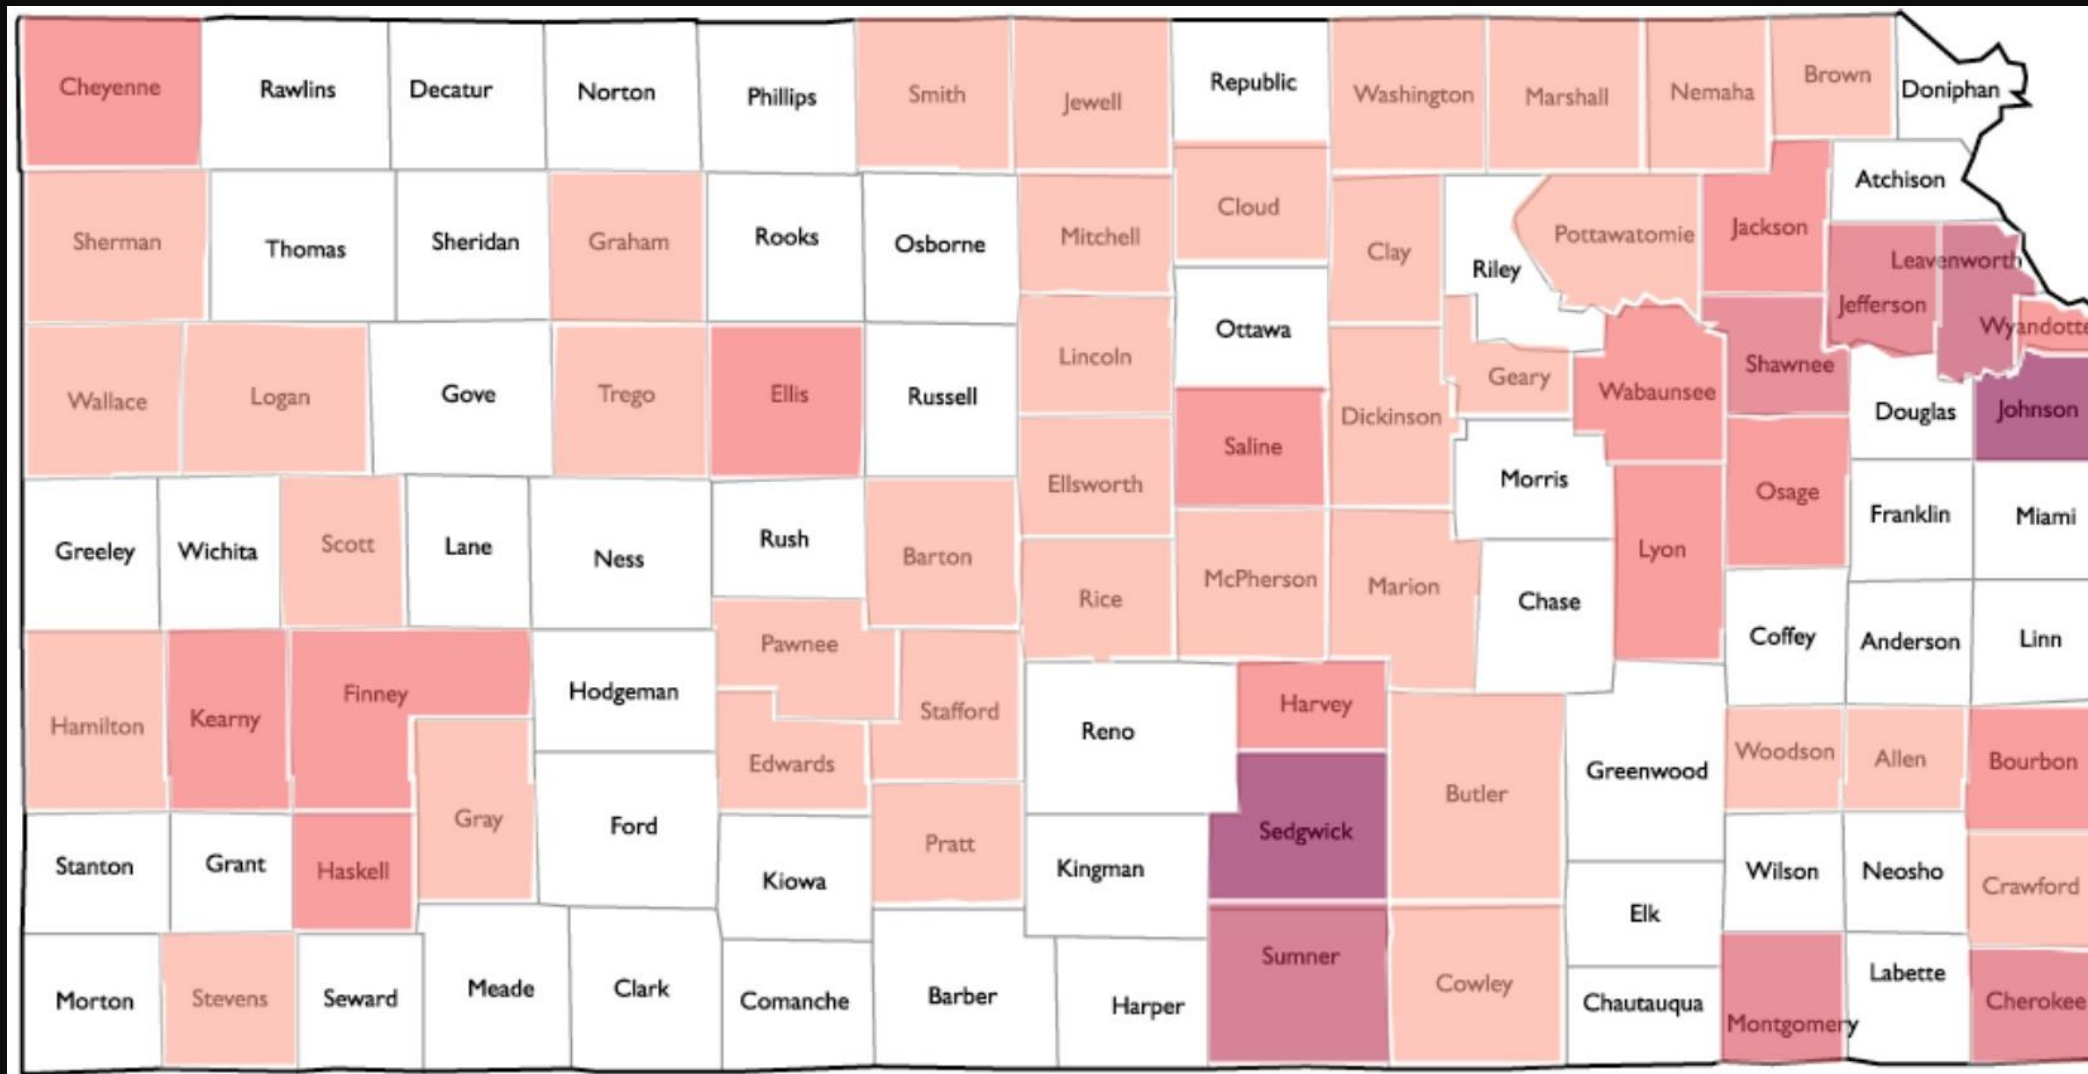 Cheyenne
Rawlins
Decatur
Norton
Phillips
Smith
Jewell
Republic
Washington
Marshall
Nemaha
Brown
Doniphan
Sherman
Thomas
Sheridan
Graham
Rooks
Osborne
Mitchell
Cloud
Clay
Riley
Pottawatomie
Jackson
Atchison
Leavenworth
Jefferson
Wyandotte
Wallace
Logan
Gove
Trego
Ellis
Russell
Lincoln
Ottawa
Geary
Wabaunsee
Shawnee
Douglas
Johnson
Dickinson
Saline
Ellsworth
Morris
Osage
Franklin
Miami
Greeley
Wichita
Scott
Lane
Ness
Rush
Barton
Rice
McPherson
Marion
Chase
Lyon
Coffey
Anderson
Linn
Hamilton
Kearny
Finney
Hodgeman
Pawnee
Stafford
Edwards
Reno
Harvey
Butler
Greenwood
Woodson
Allen
Bourbon
Gray
Ford
Pratt
Sedgwick
Stanton
Grant
Haskell
Kiowa
Kingman
Elk
Wilson
Neosho
Crawford
Morton
Stevens
Seward
Meade
Clark
Comanche
Barber
Harper
Sumner
Cowley
Chautauqua
Montgomery
Labette
Cherokee